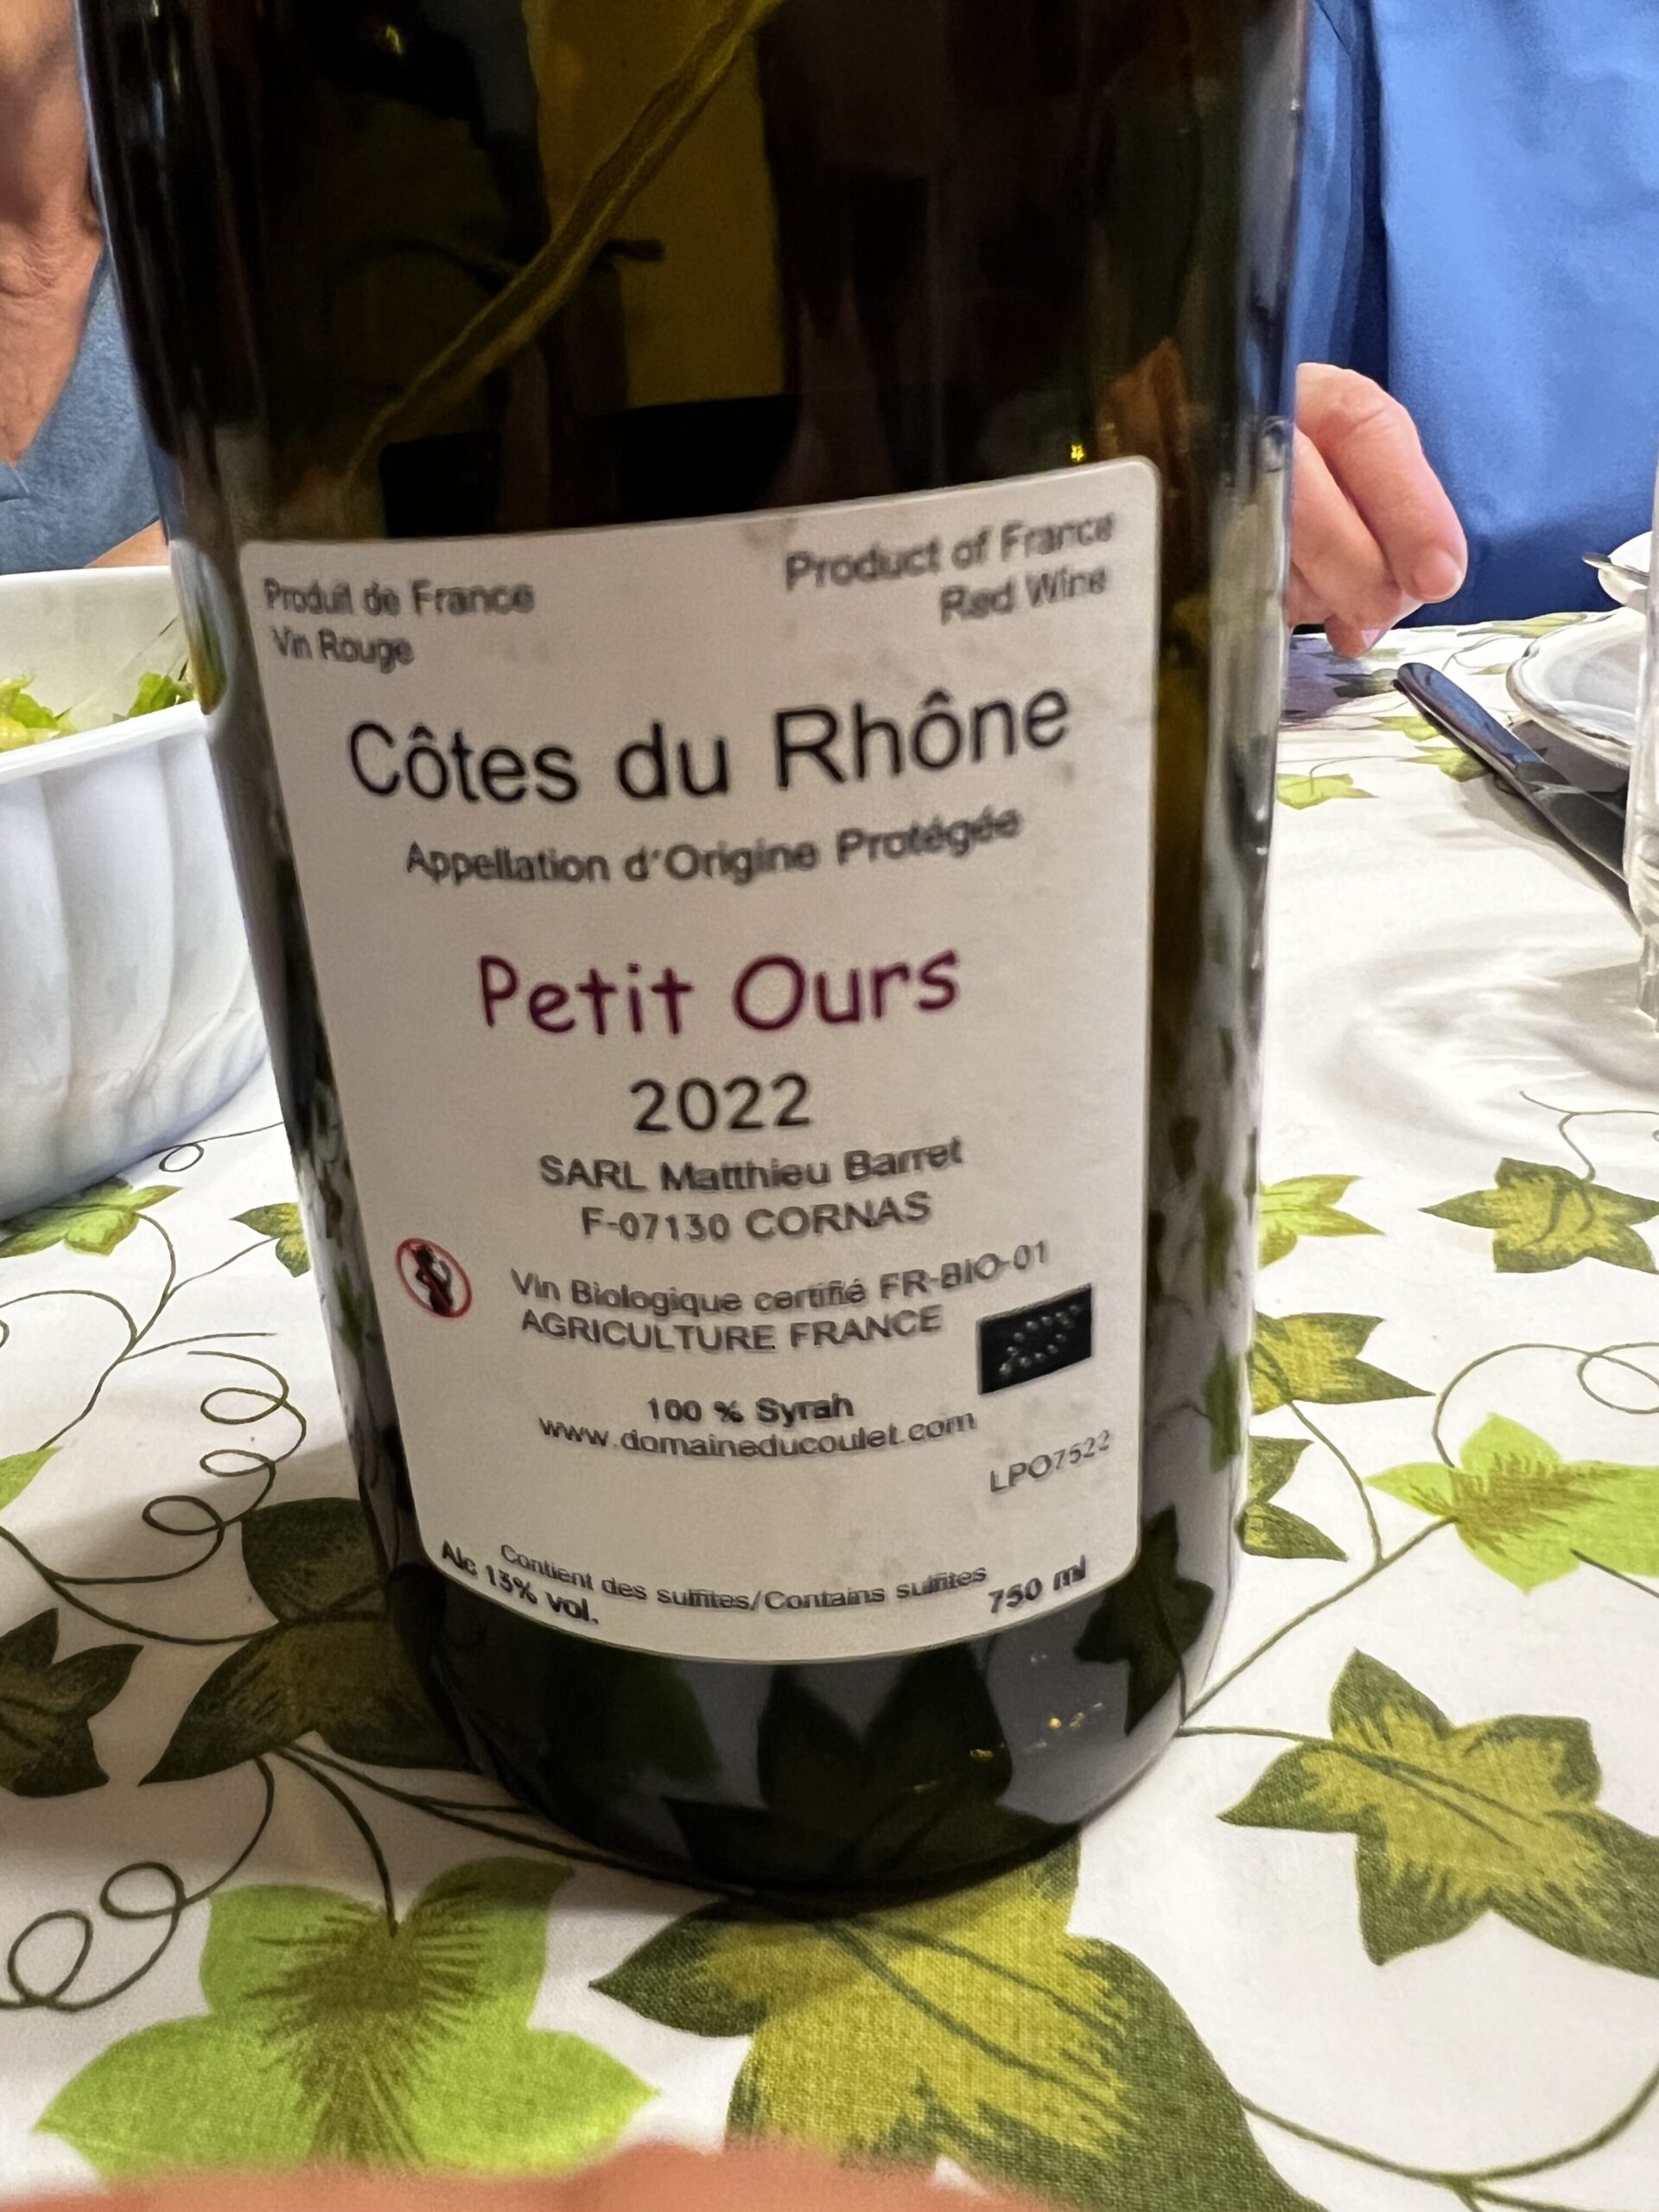 Produit de France
Vin Rouge
Product of France
Red Wine
Côtes du Rhône
Appellation d'Origine Protégée
Petit Ours
2022
SARL Matthieu Barret
F-07130 CORNAS
Vin Biologique certifié FR-BIO-01
AGRICULTURE FRANCE
100 % Syrah
www.domaineducoulet.com
LPO7522
Contient des sulfites/Contains sulfites
Alc 13% vol.
750 ml